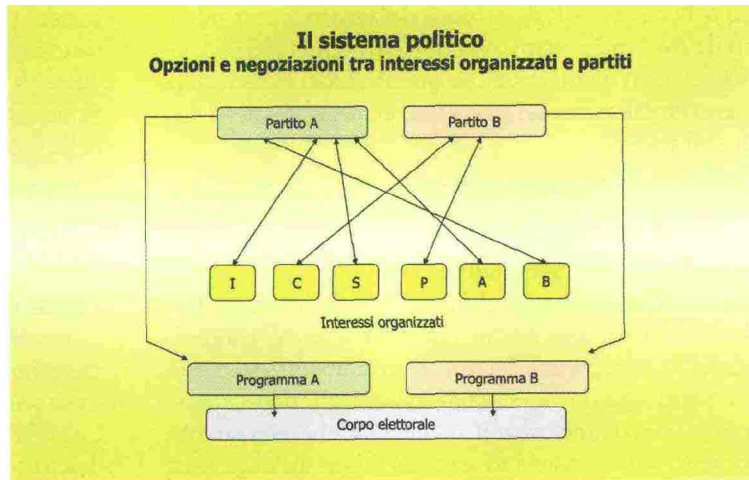 Il sistema politico
Opzioni e negoziazioni tra interessi organizzati e partiti
Partito A
Partito B
I
C
S
P
A
B
Interessi organizzati
Programma A
Programma B
Corpo elettorale